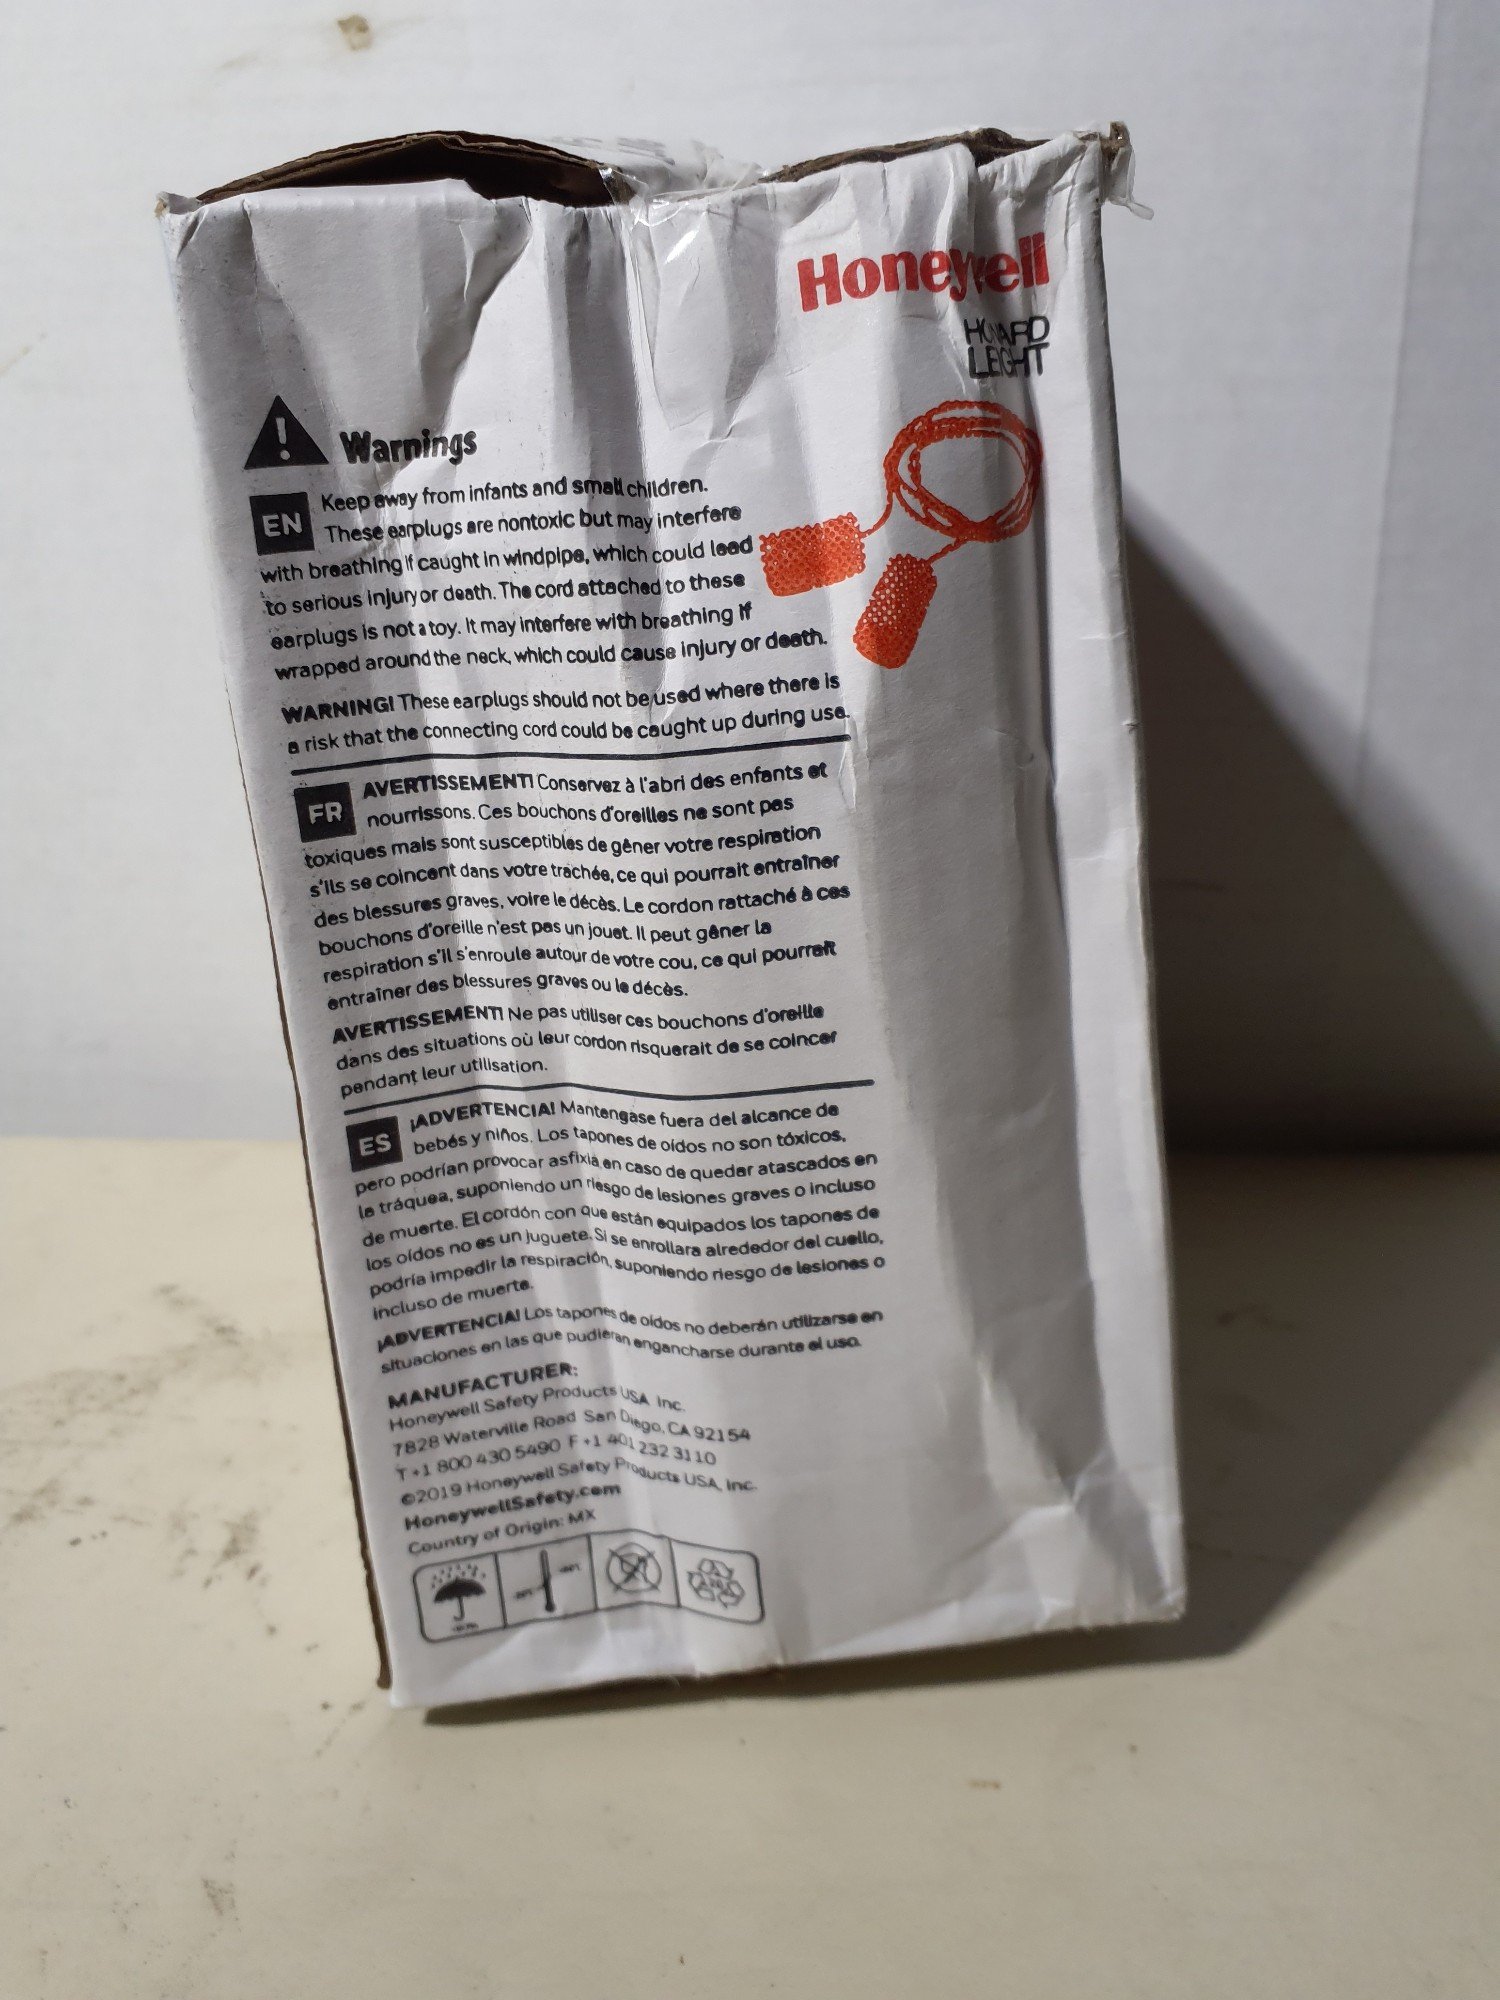 Honeywell
HOWARD
LEIGHT
Warnings
EN
Keep away from infants and small children.
These earplugs are nontoxic but may interfere
with breathing if caught in windpipe, which could lead
to serious injury or death. The cord attached to these
earplugs is not a toy. It may interfere with breathing if
wrapped around the neck, which could cause injury or death.
WARNING! These earplugs should not be used where there is
a risk that the connecting cord could be caught up during use.
FR
AVERTISSEMENT! Conservez à l'abri des enfants et
nourrissons. Ces bouchons d'oreilles ne sont pas
toxiques mais sont susceptibles de gêner votre respiration
s'ils se coincent dans votre trachée, ce qui pourrait entraîner
des blessures graves, voire le décès. Le cordon rattaché à ces
bouchons d'oreille n'est pas un jouet. Il peut gêner la
respiration s'il s'enroule autour de votre cou, ce qui pourrait
entraîner des blessures graves ou le décès.
AVERTISSEMENT! Ne pas utiliser ces bouchons d'oreille
dans des situations où leur cordon risquerait de se coincer
pendant leur utilisation.
ES
¡ADVERTENCIA! Mantengase fuera del alcance de
bebés y niños. Los tapones de oídos no son tóxicos,
pero podrían provocar asfixia en caso de quedar atascados en
la tráquea, suponiendo un riesgo de lesiones graves o incluso
de muerte. El cordón con que están equipados los tapones de
los oídos no es un juguete. Si se enrollara alrededor del cuello,
podría impedir la respiración, suponiendo riesgo de lesiones o
incluso de muerte.
¡ADVERTENCIA! Los tapones de oídos no deberán utilizarse en
situaciones en las que pudieran engancharse durante el uso.
MANUFACTURER:
Honeywell Safety Products USA Inc.
7828 Waterville Road San Diego, CA 92154
T +1 800 430 5490 F +1 401 232 3110
©2019 Honeywell Safety Products USA, Inc.
HoneywellSafety.com
Country of Origin: MX